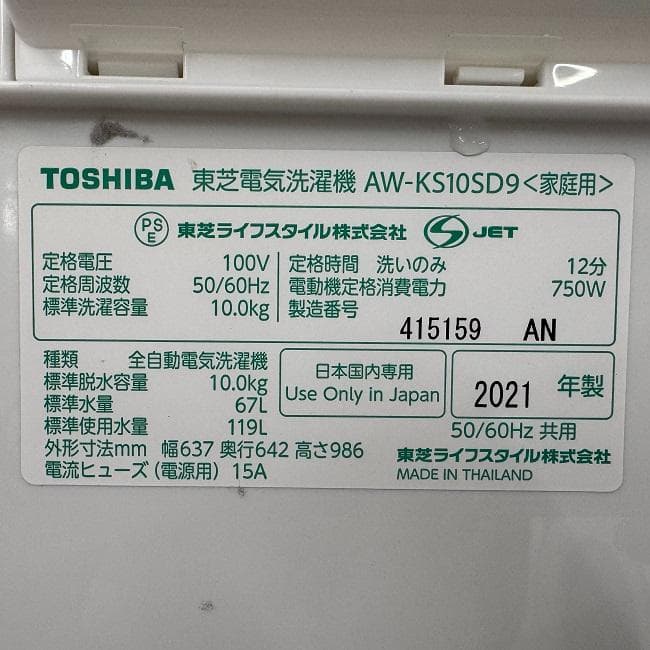 TOSHIBA 東芝電気洗濯機 AW-KS10SD9<家庭用>
PSE 東芝ライフスタイル株式会社 S JET
定格電圧 100V
定格周波数 50/60Hz
標準洗濯容量 10.0kg
定格時間 洗いのみ 12分
電動機定格消費電力 750W
製造番号
415159 AN
種類 全自動電気洗濯機
標準脱水容量 10.0kg
標準水量 67L
標準使用水量 119L
外形寸法mm 幅637 奥行642 高さ986
電流ヒューズ(電源用) 15A
日本国内専用
Use Only in Japan
2021 年製
50/60Hz 共用
東芝ライフスタイル株式会社
MADE IN THAILAND